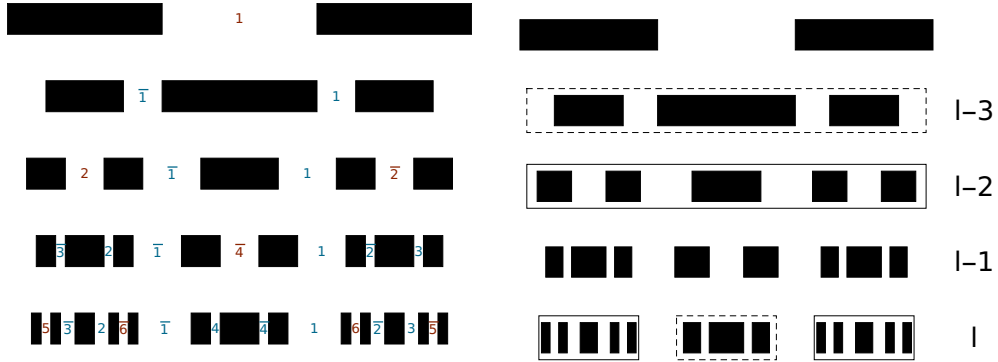 1
1̅ 1
2 1̅ 1 2̅
3̅ 2 1̅ 4̅ 1 2̅ 3
5 3̅ 2 6̅ 1̅ 4 4̅ 1 6 2̅ 3 5̅
l–3
l–2
l–1
l